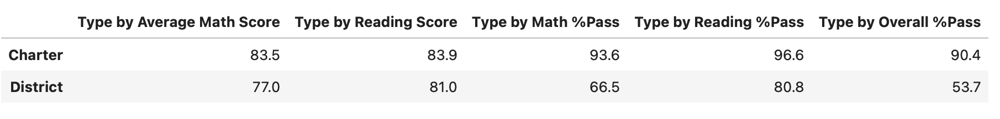 Type by Average Math Score Type by Reading Score Type by Math %Pass Type by Reading %Pass Type by Overall %Pass
Charter 83.5 83.9 93.6 96.6 90.4
District 77.0 81.0 66.5 80.8 53.7